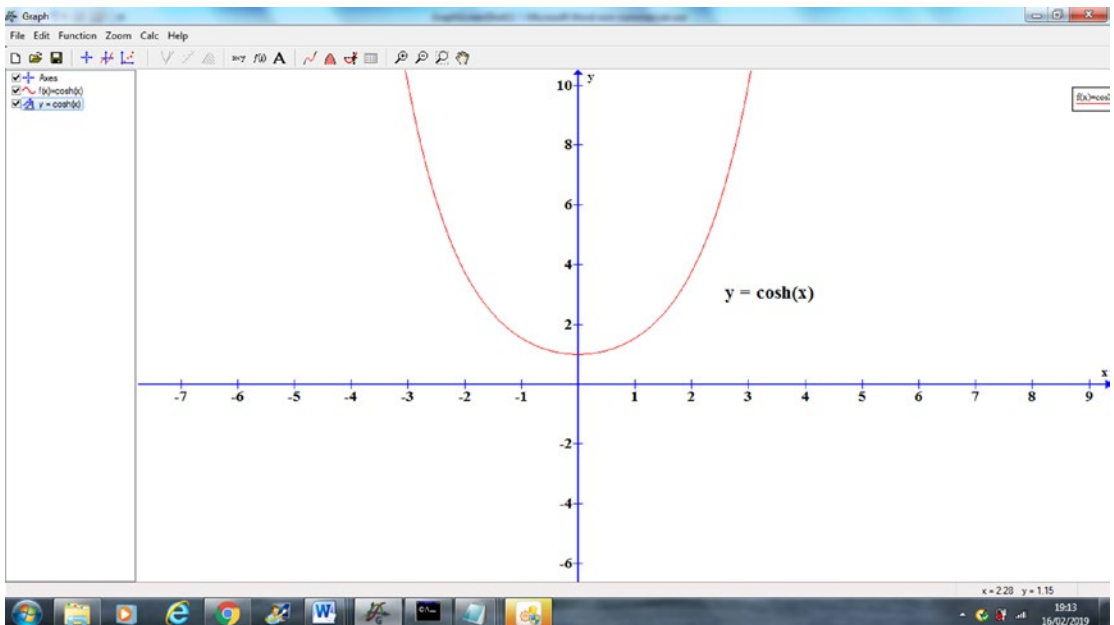 Graph
File Edit Function Zoom Calc Help
Axes
f(x)=cosh(x)
y = cosh(x)
y
10
8
6
4
2
-2
-4
-6
-7 -6 -5 -4 -3 -2 -1 1 2 3 4 5 6 7 8 9
x
y = cosh(x)
x = 2.28 y = 1.15
19:13
16/02/2019